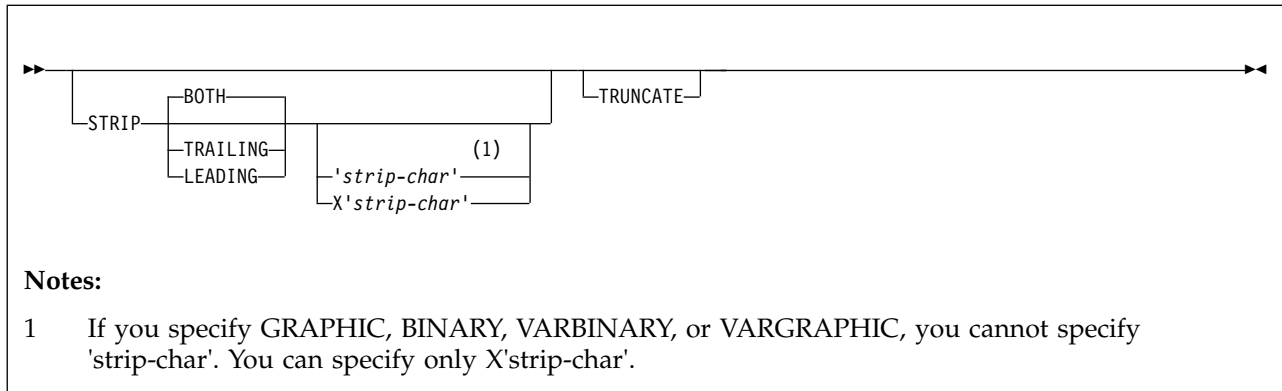 BOTH
TRUNCATE
STRIP
TRAILING
(1)
LEADING
'strip-char'
X'strip-char'
Notes:
1 If you specify GRAPHIC, BINARY, VARBINARY, or VARGRAPHIC, you cannot specify
'strip-char'. You can specify only X'strip-char'.